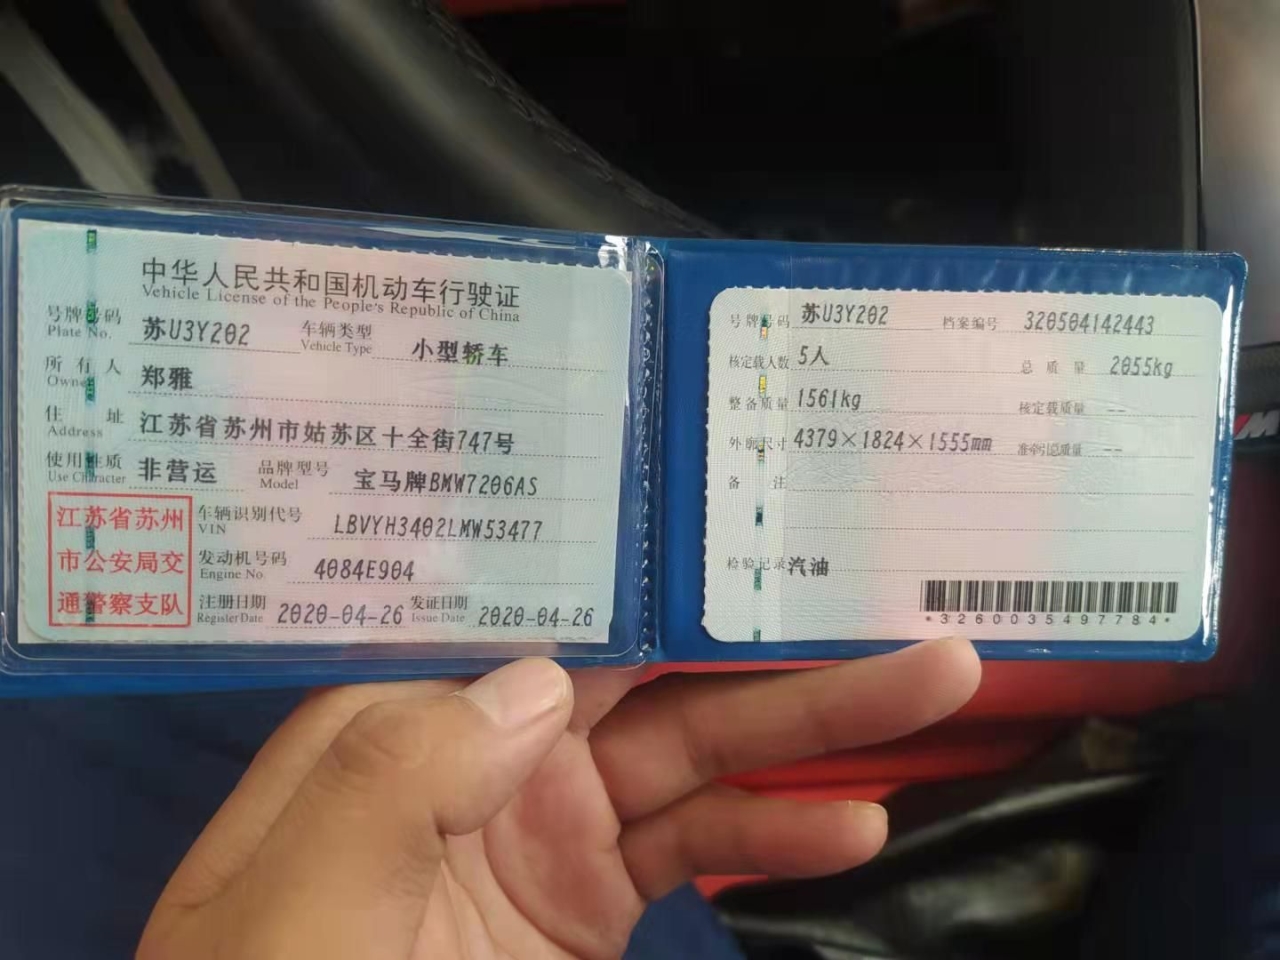 中华人民共和国机动车行驶证
Vehicle License of the People's Republic of China
号牌号码 苏U3Y202 车辆类型 小型轿车
Plate No. Vehicle Type
所有人 郑雅
Owner
住址 江苏省苏州市姑苏区十全街747号
Address
使用性质 非营运 品牌型号 宝马牌BMW7206AS
Use Character Model
江苏省苏州
市公安局交
通警察支队
车辆识别代号 LBVYH3402LMW53477
VIN
发动机号码 4084E904
Engine No.
注册日期 2020-04-26 发证日期 2020-04-26
Register Date Issue Date
号牌号码 苏U3Y202 档案编号 320504142443
核定载人数 5人 总质量 2055kg
整备质量 1561kg 核定载质量 --
外廓尺寸 4379×1824×1555mm 准牵引总质量 --
备注
检验记录 汽油
*3260035497784*
M